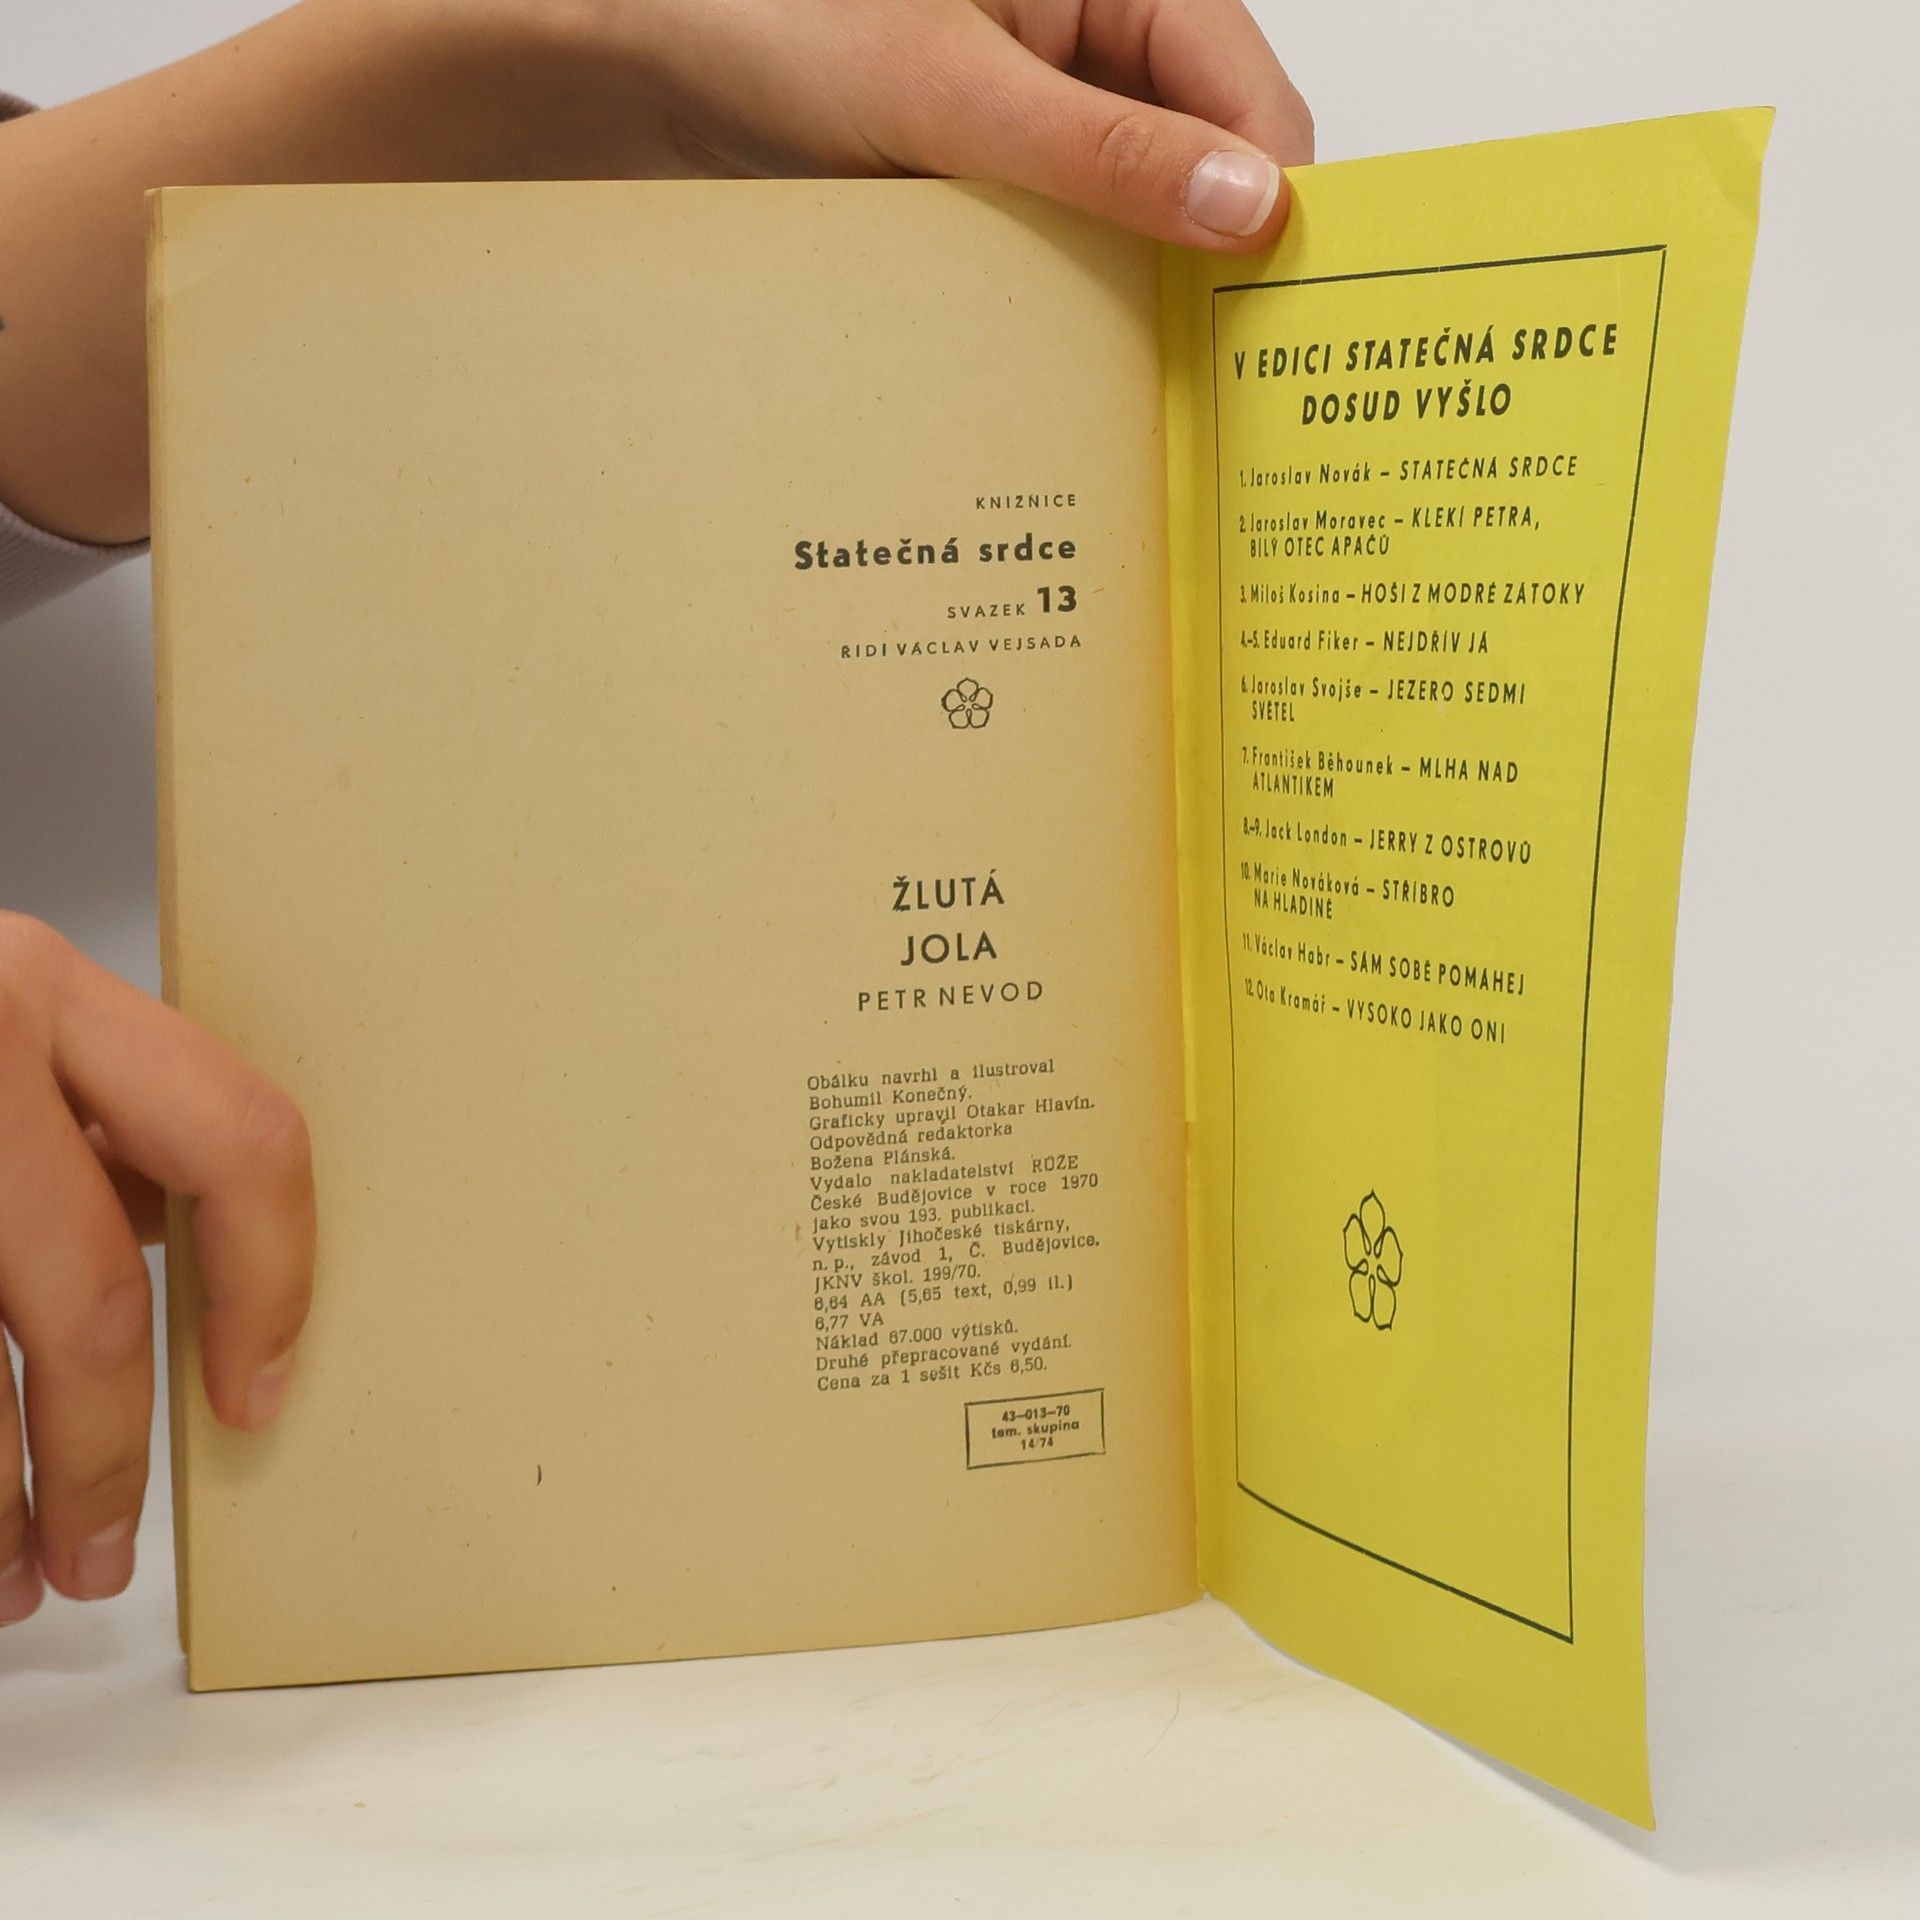 KNIŽNICE
Statečná srdce
SVAZEK 13
ŘÍDÍ VÁCLAV VEJSADA
ŽLUTÁ
JOLA
PETR NEVOD
Obálku navrhl a ilustroval
Bohumil Konečný.
Graficky upravil Otakar Hlavín.
Odpovědná redaktorka
Božena Plánská.
Vydalo nakladatelství RŮŽE
České Budějovice v roce 1970
jako svou 193. publikaci.
Vytiskly Jihočeské tiskárny,
n. p., závod 1, Č. Budějovice.
JKNV škol. 199/70.
6,64 AA (5,65 text, 0,99 il.)
6,77 VA
Náklad 67.000 výtisků.
Druhé přepracované vydání.
Cena za 1 sešit Kčs 6,50.
43—013—70
tem. skupina
14/74
V EDICI STATEČNÁ SRDCE
DOSUD VYŠLO
1. Jaroslav Novák – STATEČNÁ SRDCE
2. Jaroslav Moravec – KLEKÍ PETRA,
BÍLÝ OTEC APAČŮ
3. Miloš Kosina – HOŠI Z MODRÉ ZÁTOKY
4.–5. Eduard Fiker – NEJDŘÍV JÁ
6. Jaroslav Svojše – JEZERO SEDMI
SVĚTEL
7. František Běhounek – MLHA NAD
ATLANTIKEM
8.–9. Jack London – JERRY Z OSTROVŮ
10. Marie Nováková – STŘÍBRO
NA HLADINĚ
11. Václav Habr – SÁM SOBĚ POMÁHEJ
12. Ota Kramář – VYSOKO JAKO ONI